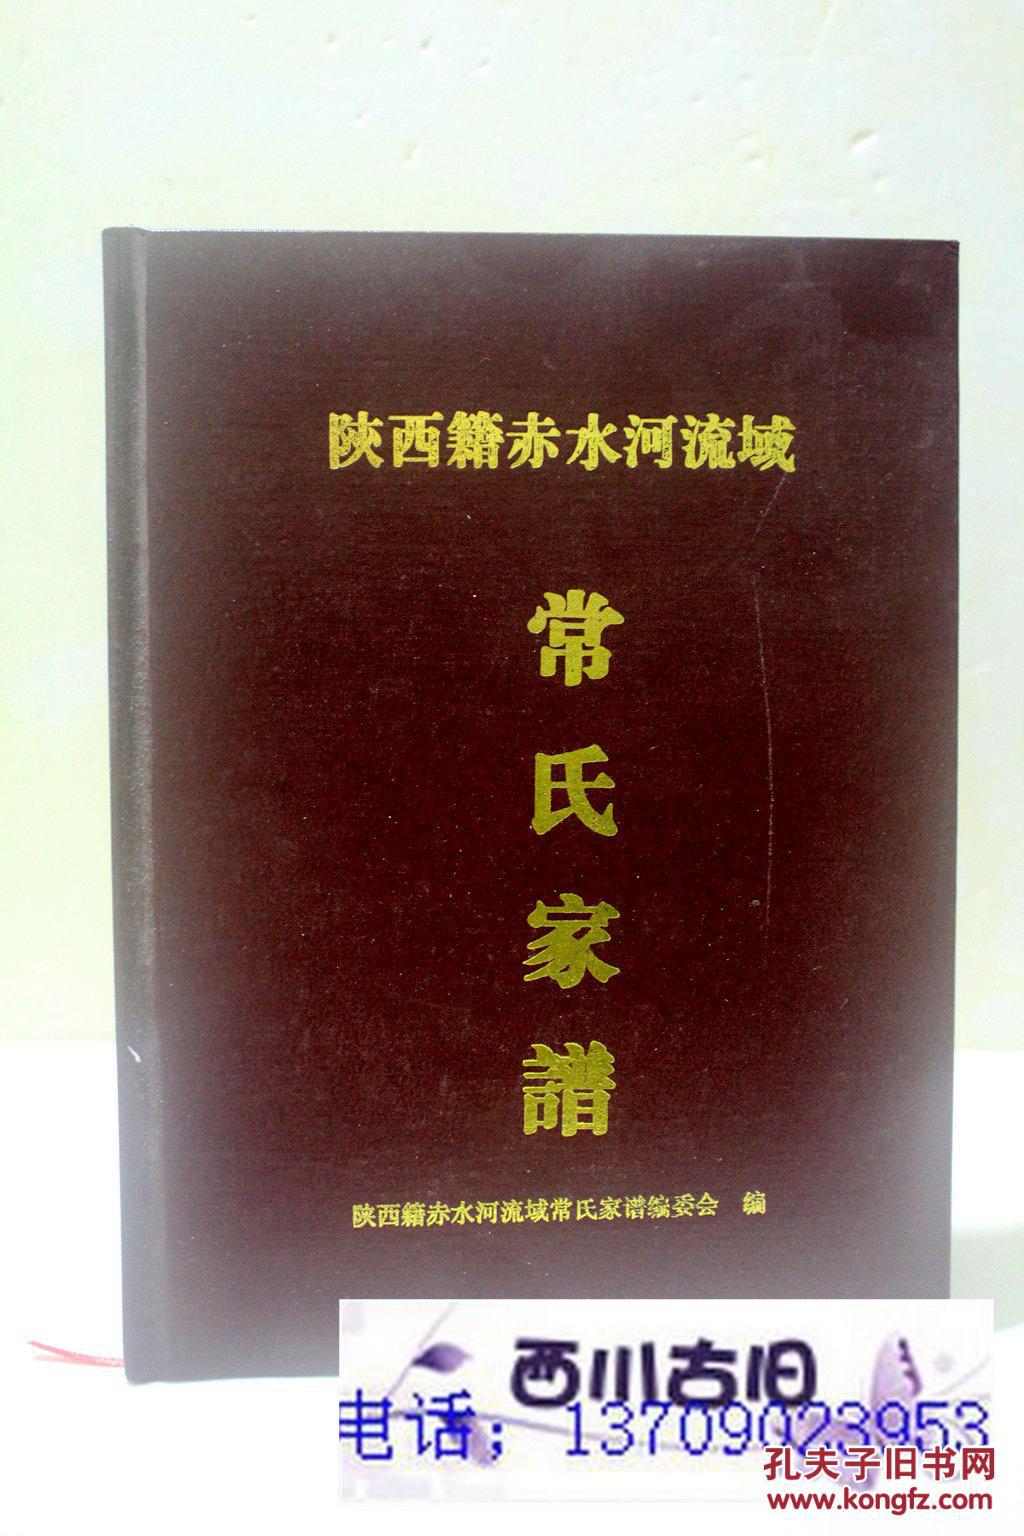 陕西籍赤水河流域
常氏家譜
陕西籍赤水河流域常氏家谱编委会 编
西川古旧
电话；13709023953
孔夫子旧书网
www.kongfz.com